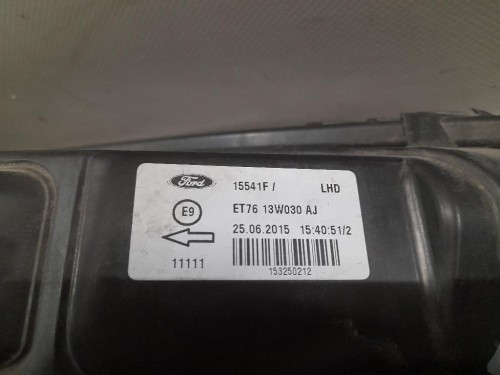 Ford
15541F / LHD
E9 ET76 13W030 AJ
25.06.2015 15:40:51/2
11111
153250212